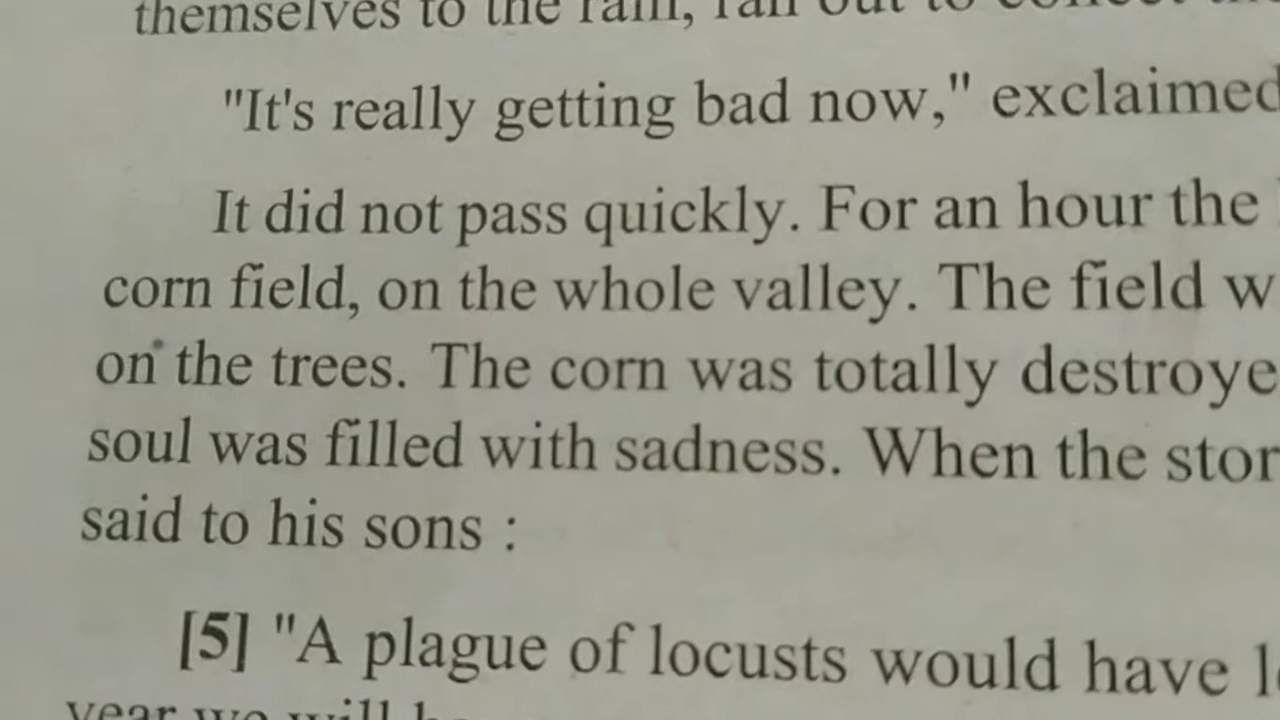 themselves to the rain, ran out to collect
"It's really getting bad now," exclaimed
It did not pass quickly. For an hour the
corn field, on the whole valley. The field w
on the trees. The corn was totally destroye
soul was filled with sadness. When the stor
said to his sons :
[5] "A plague of locusts would have l
year we will